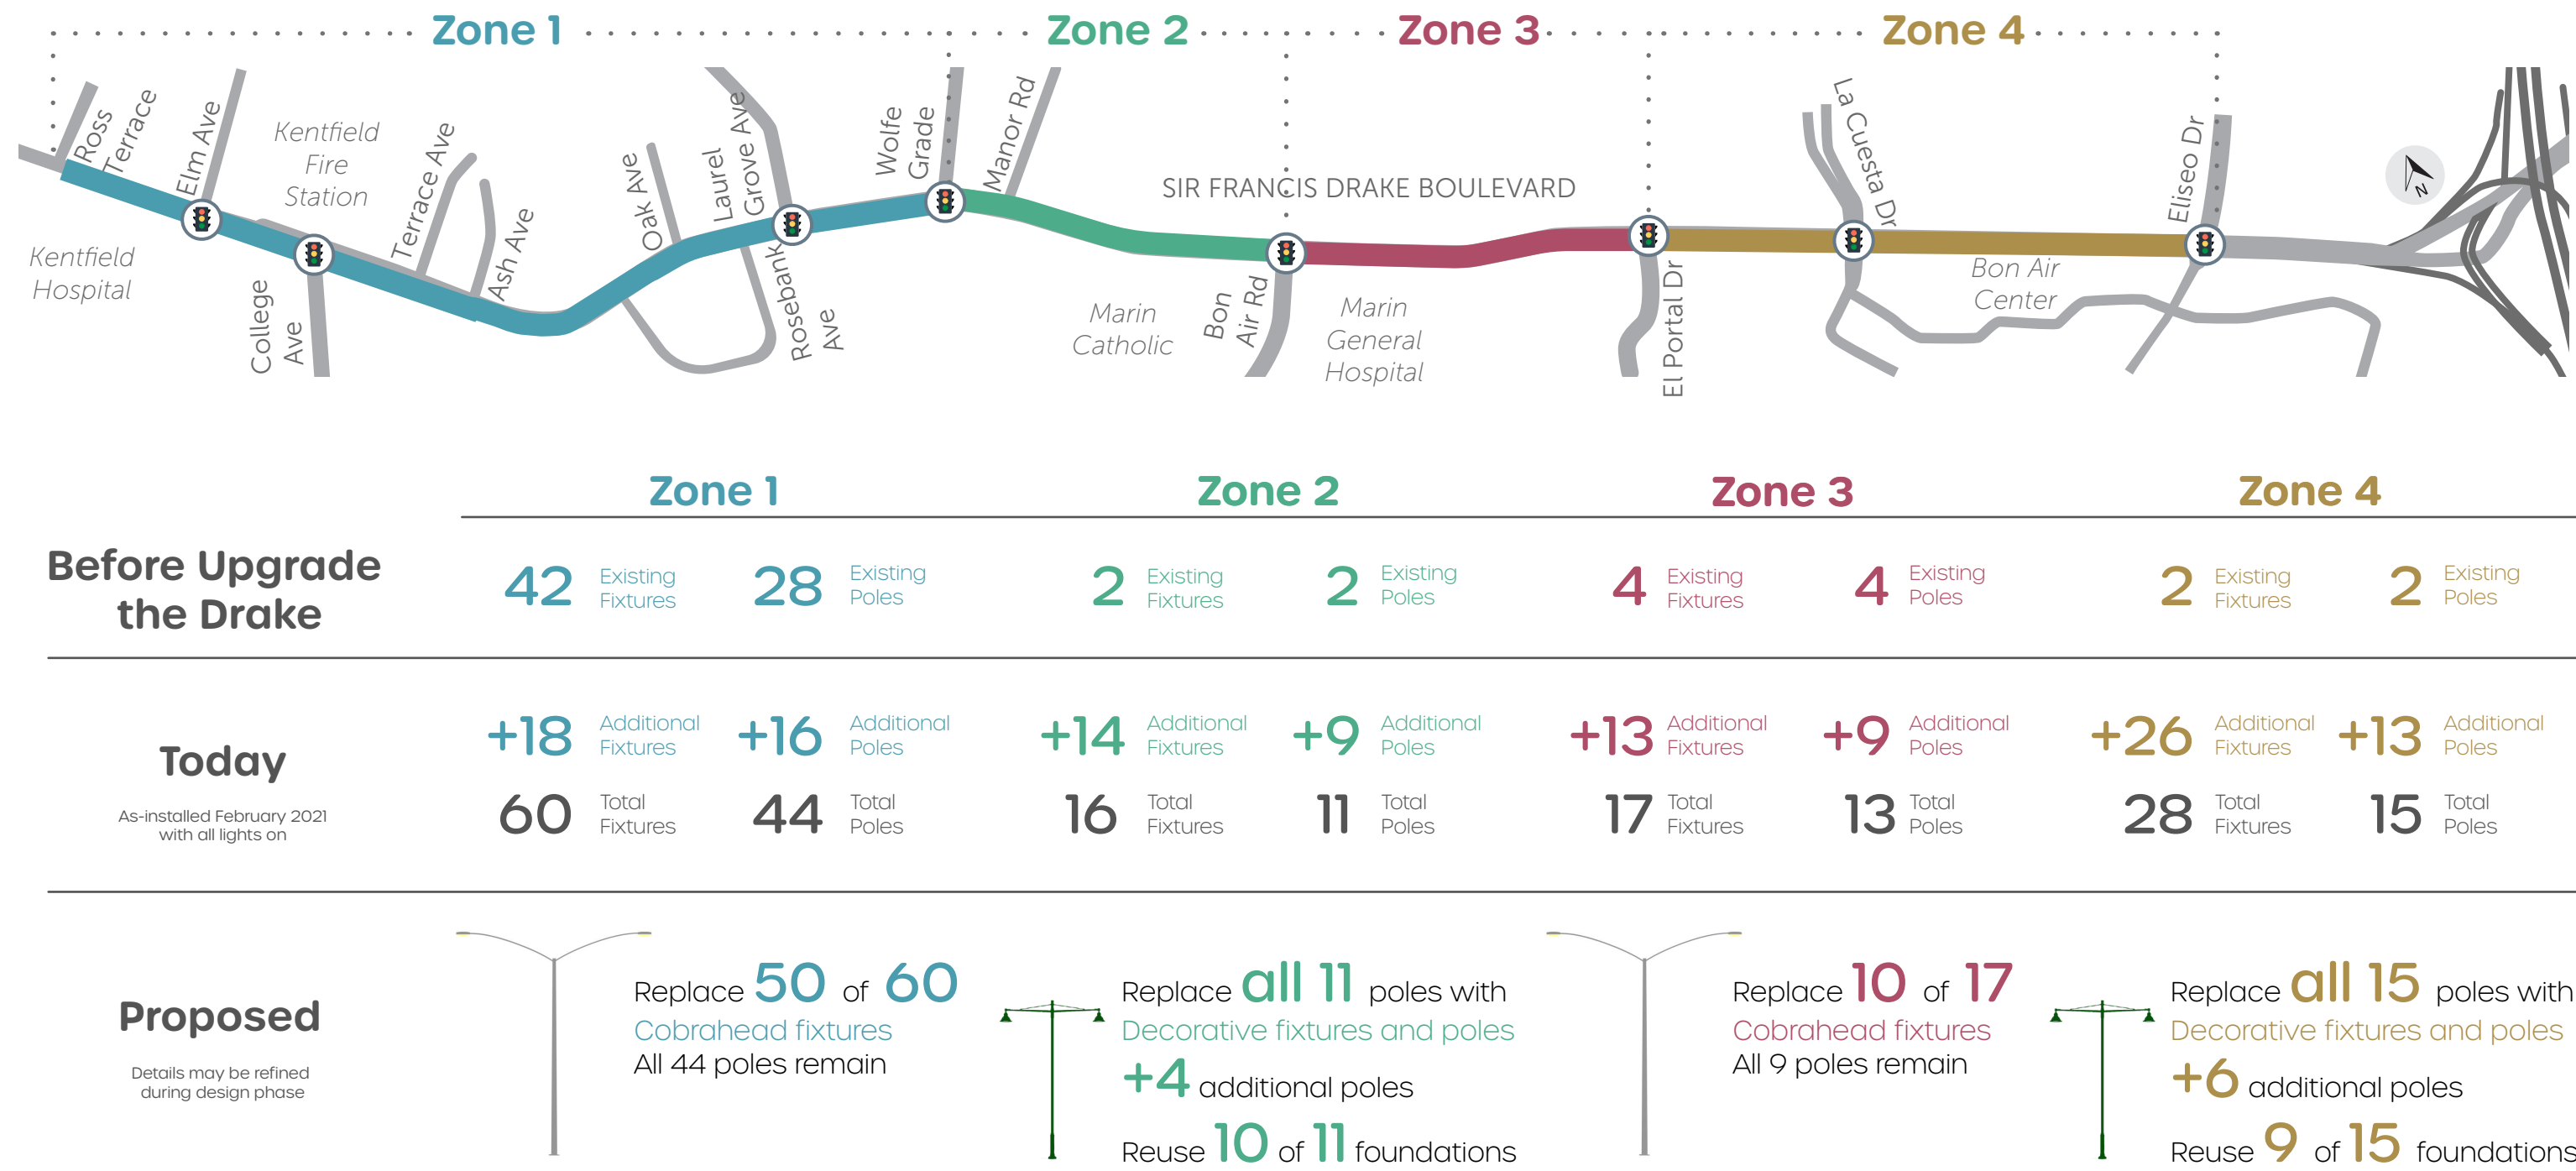 Zone 1
Zone 2
Zone 3
Zone 4
Ross
Terrace
Elm Ave
Kentfield
Fire
Station
Terrace Ave
Ash Ave
Oak Ave
Laurel
Grove Ave
Wolfe
Grade
Manor Rd
SIR FRANCIS DRAKE BOULEVARD
La Cuesta Dr
Eliseo Dr
N
Kentfield
Hospital
College
Ave
Rosebank
Ave
Marin
Catholic
Bon
Air Rd
Marin
General
Hospital
El Portal Dr
Bon Air
Center
Zone 1
Zone 2
Zone 3
Zone 4
Before Upgrade
the Drake
42 Existing
Fixtures
28 Existing
Poles
2 Existing
Fixtures
2 Existing
Poles
4 Existing
Fixtures
4 Existing
Poles
2 Existing
Fixtures
2 Existing
Poles
Today
As-installed February 2021
with all lights on
+18 Additional
Fixtures
+16 Additional
Poles
+14 Additional
Fixtures
+9 Additional
Poles
+13 Additional
Fixtures
+9 Additional
Poles
+26 Additional
Fixtures
+13 Additional
Poles
60 Total
Fixtures
44 Total
Poles
16 Total
Fixtures
11 Total
Poles
17 Total
Fixtures
13 Total
Poles
28 Total
Fixtures
15 Total
Poles
Proposed
Details may be refined
during design phase
Replace 50 of 60
Cobrahead fixtures
All 44 poles remain
Replace all 11 poles with
Decorative fixtures and poles
+4 additional poles
Reuse 10 of 11 foundations
Replace 10 of 17
Cobrahead fixtures
All 9 poles remain
Replace all 15 poles with
Decorative fixtures and poles
+6 additional poles
Reuse 9 of 15 foundations